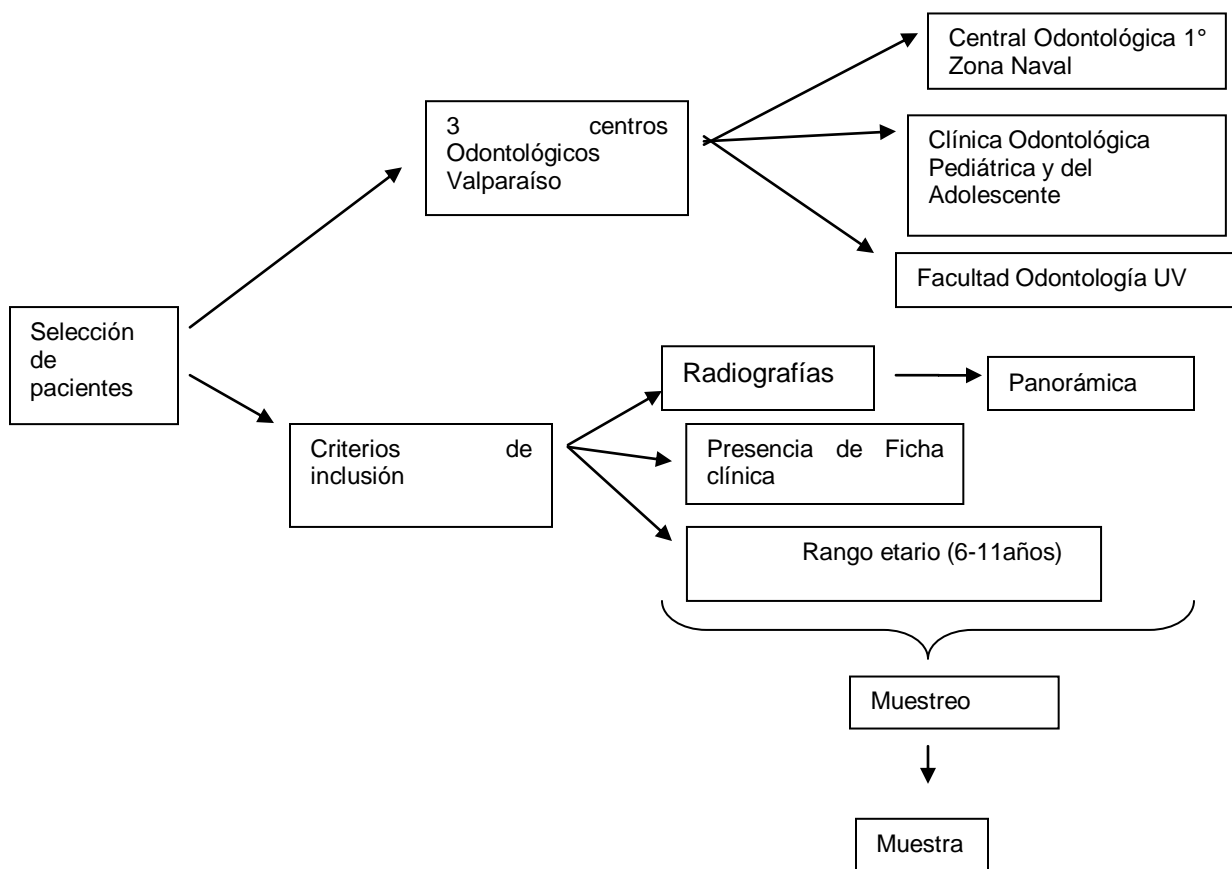 Central Odontológica 1°
Zona Naval
3 centros
Odontológicos
Valparaíso
Clínica Odontológica
Pediátrica y del
Adolescente
Facultad Odontología UV
Selección
de
pacientes
Radiografías
Panorámica
Criterios de
inclusión
Presencia de Ficha
clínica
Rango etario (6-11años)
Muestreo
Muestra